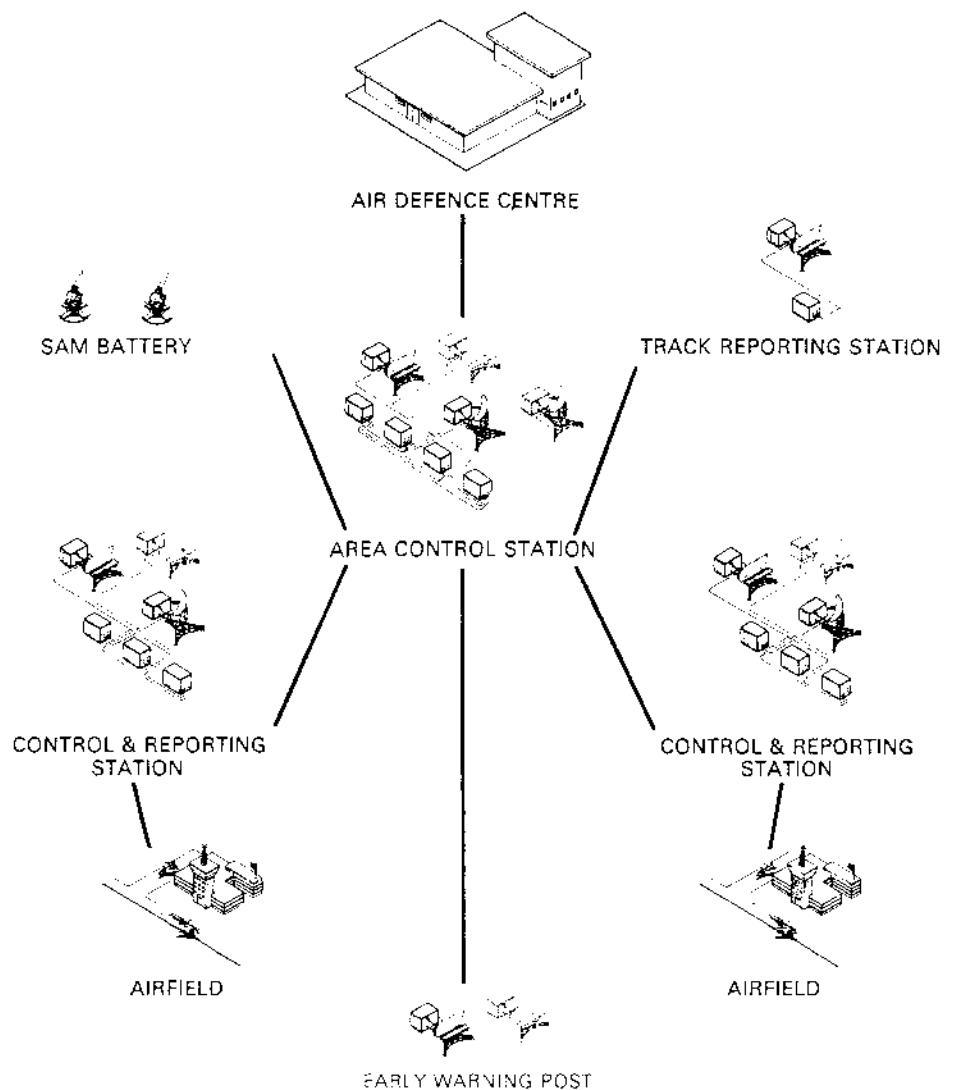 AIR DEFENCE CENTRE
SAM BATTERY
TRACK REPORTING STATION
AREA CONTROL STATION
CONTROL & REPORTING
STATION
CONTROL & REPORTING
STATION
AIRFIELD
AIRFIELD
EARLY WARNING POST